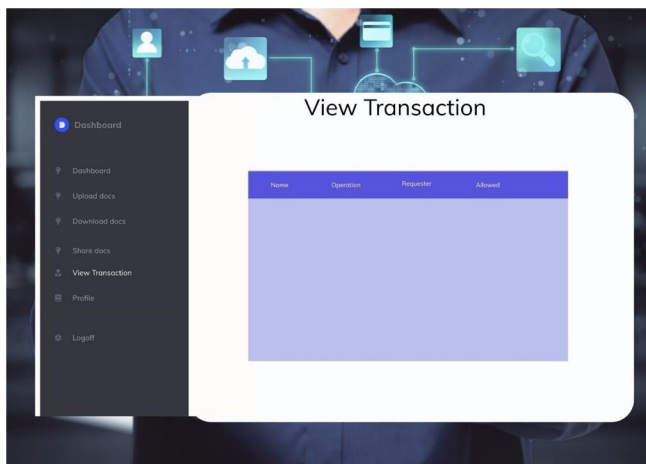 View Transaction
D Dashboard
Dashboard
Upload docs
Download docs
Share docs
View Transaction
Profile
Logoff
Name Operation Requester Allowed